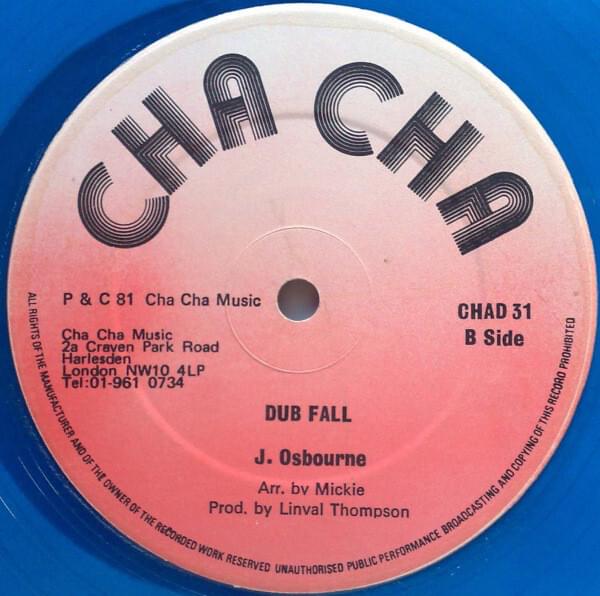 CHA CHA
P & C 81 Cha Cha Music
CHAD 31
B Side
Cha Cha Music
2a Craven Park Road
Harlesden
London NW10 4LP
Tel:01-961 0734
DUB FALL
J. Osbourne
Arr. by Mickie
Prod. by Linval Thompson
ALL RIGHTS OF THE MANUFACTURER AND OF THE OWNER OF THE RECORDED WORK RESERVED UNAUTHORISED PUBLIC PERFORMANCE BROADCASTING AND COPYING OF THIS RECORD PROHIBITED